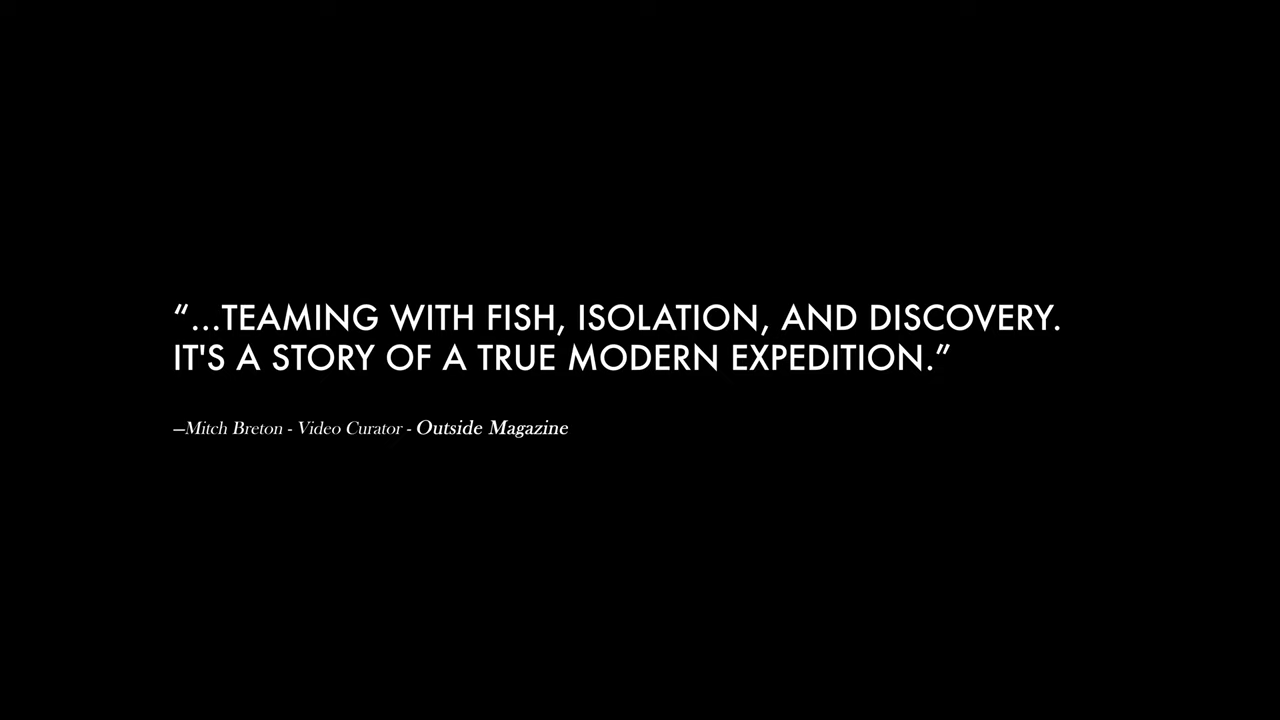 “...TEAMING WITH FISH, ISOLATION, AND DISCOVERY.
IT'S A STORY OF A TRUE MODERN EXPEDITION.”
—Mitch Breton - Video Curator - Outside Magazine